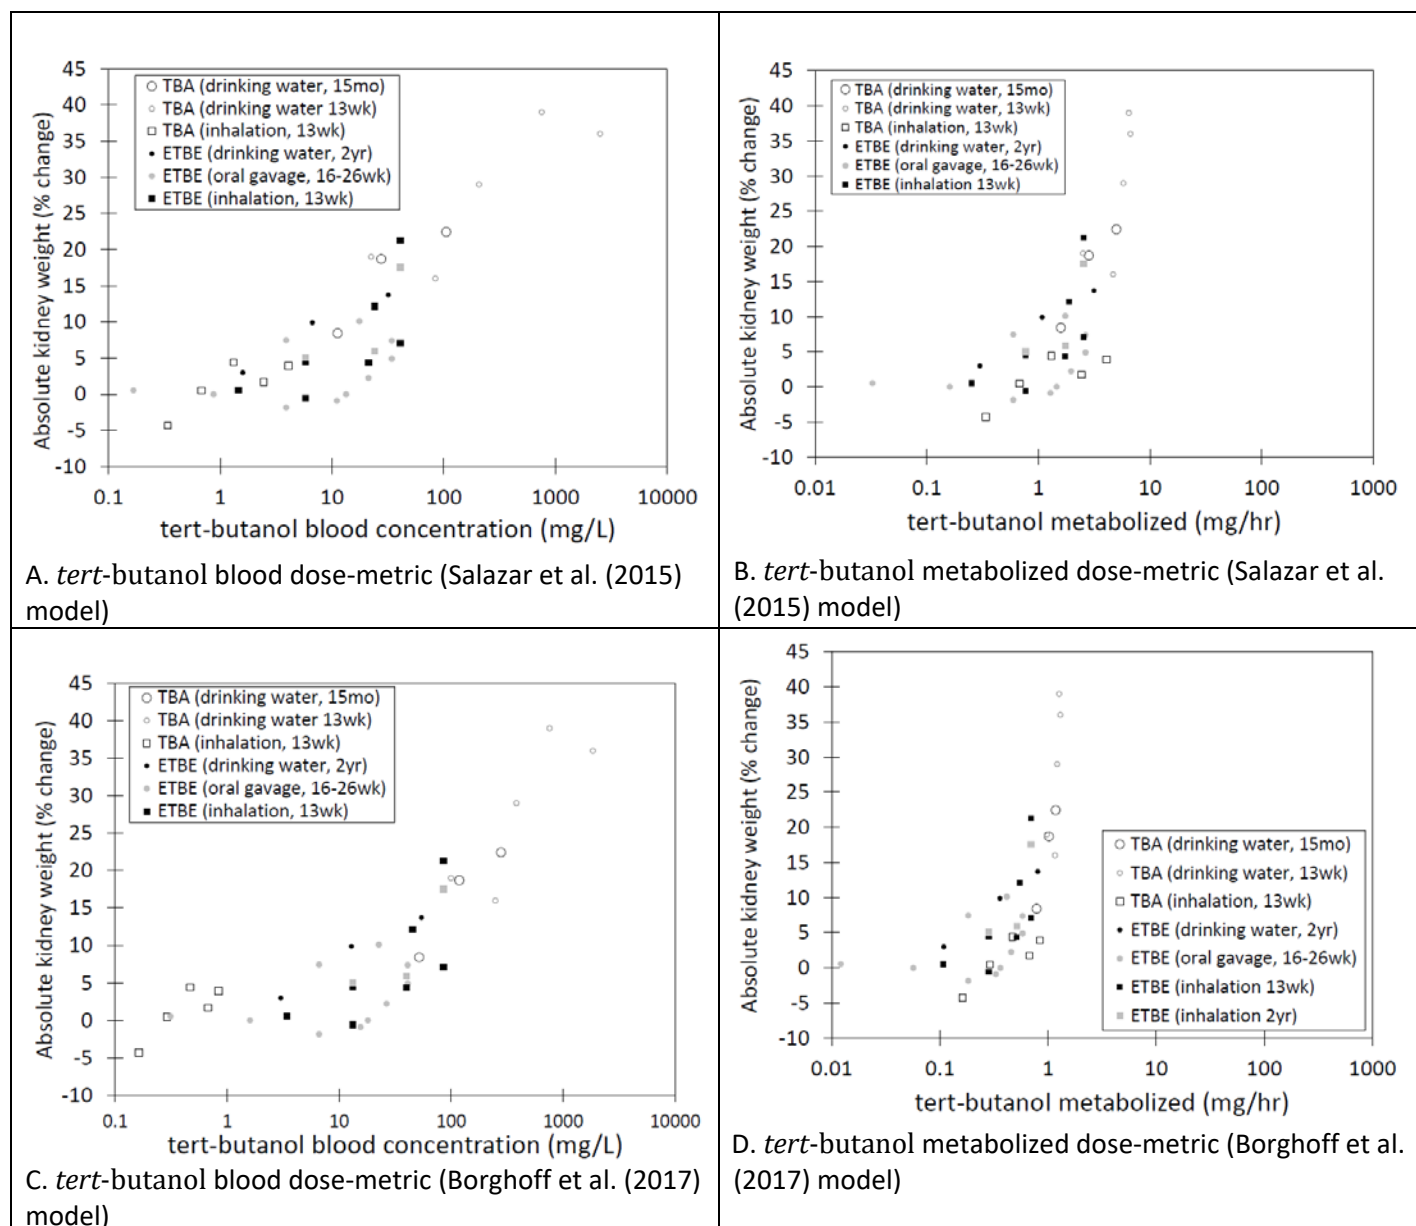 45
40
35
30
25
20
15
10
5
0
-5
-10
Absolute kidney weight (% change)
TBA (drinking water, 15mo)
TBA (drinking water 13wk)
TBA (inhalation, 13wk)
ETBE (drinking water, 2yr)
ETBE (oral gavage, 16-26wk)
ETBE (inhalation, 13wk)
0.1 1 10 100 1000 10000
tert-butanol blood concentration (mg/L)
A. tert-butanol blood dose-metric (Salazar et al. (2015)
model)
45
40
35
30
25
20
15
10
5
0
-5
-10
Absolute kidney weight (% change)
TBA (drinking water, 15mo)
TBA (drinking water, 13wk)
TBA (inhalation, 13wk)
ETBE (drinking water, 2yr)
ETBE (oral gavage, 16-26wk)
ETBE (inhalation 13wk)
0.01 0.1 1 10 100 1000
tert-butanol metabolized (mg/hr)
B. tert-butanol metabolized dose-metric (Salazar et al.
(2015) model)
45
40
35
30
25
20
15
10
5
0
-5
-10
Absolute kidney weight (% change)
TBA (drinking water, 15mo)
TBA (drinking water 13wk)
TBA (inhalation, 13wk)
ETBE (drinking water, 2yr)
ETBE (oral gavage, 16-26wk)
ETBE (inhalation, 13wk)
0.1 1 10 100 1000 10000
tert-butanol blood concentration (mg/L)
C. tert-butanol blood dose-metric (Borghoff et al. (2017)
model)
45
40
35
30
25
20
15
10
5
0
-5
-10
Absolute kidney weight (% change)
TBA (drinking water, 15mo)
TBA (drinking water, 13wk)
TBA (inhalation, 13wk)
ETBE (drinking water, 2yr)
ETBE (oral gavage, 16-26wk)
ETBE (inhalation 13wk)
ETBE (inhalation 2yr)
0.01 0.1 1 10 100 1000
tert-butanol metabolized (mg/hr)
D. tert-butanol metabolized dose-metric (Borghoff et al.
(2017) model)